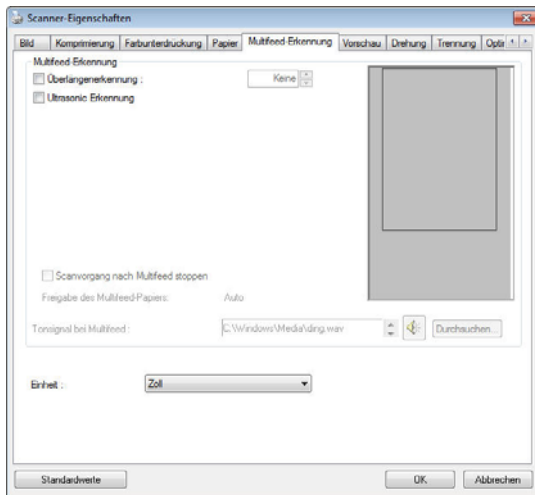 Scanner-Eigenschaften
Bild Komprimierung Farbunterdrückung Papier Multifeed-Erkennung Vorschau Drehung Trennung Optir
Multifeed-Erkennung
Überlängenerkennung : Keine
Ultrasonic Erkennung
Scanvorgang nach Multifeed stoppen
Freigabe des Multifeed-Papiers: Auto
Tonsignal bei Multifeed : C:\Windows\Media\ding.wav Durchsuchen...
Einheit : Zoll
Standardwerte OK Abbrechen